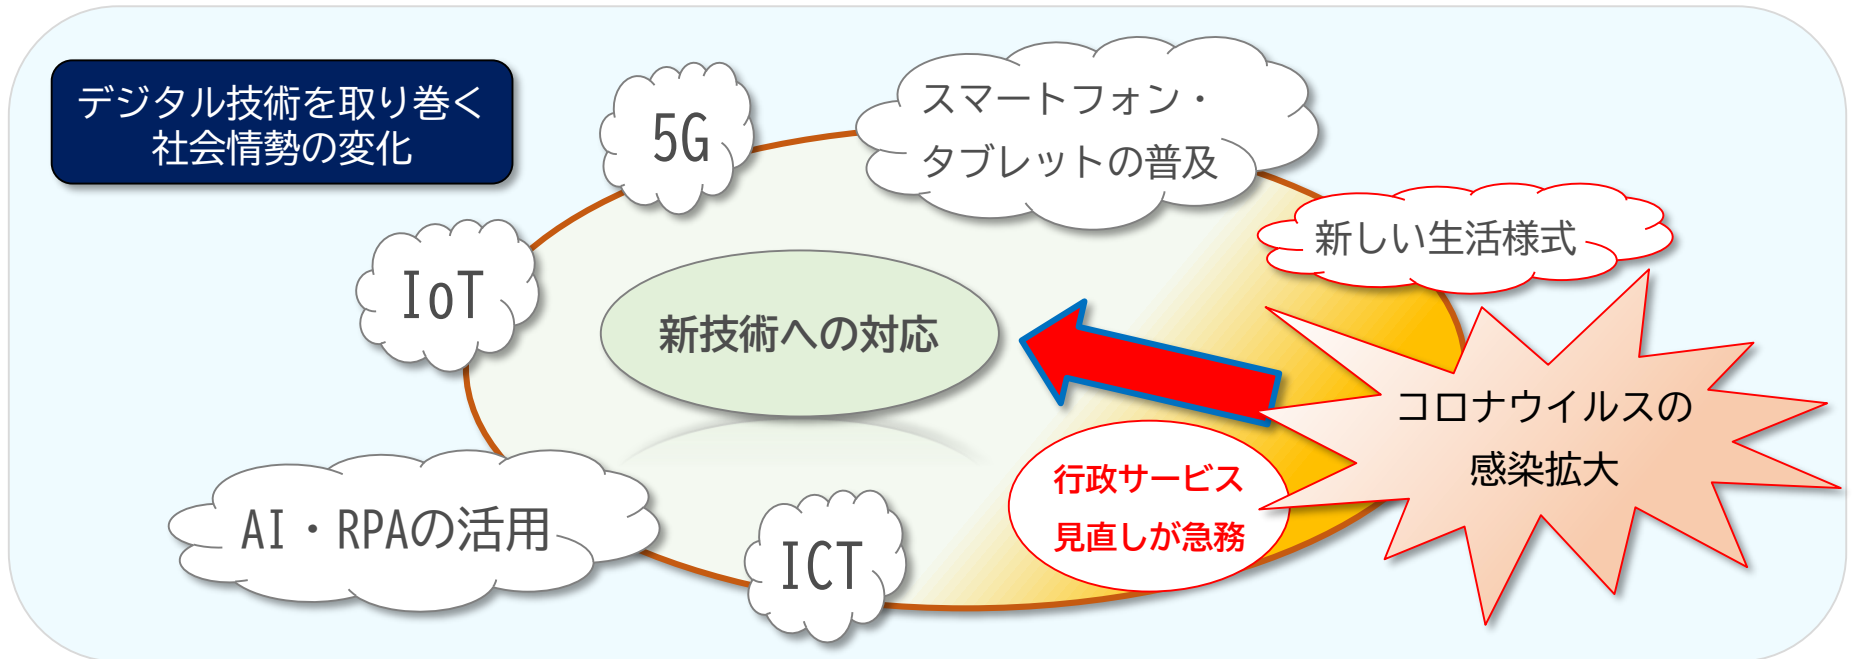 デジタル技術を取り巻く
社会情勢の変化
5G
スマートフォン・
タブレットの普及
新しい生活様式
IoT
新技術への対応
コロナウイルスの
感染拡大
行政サービス
見直しが急務
AI・RPAの活用
ICT